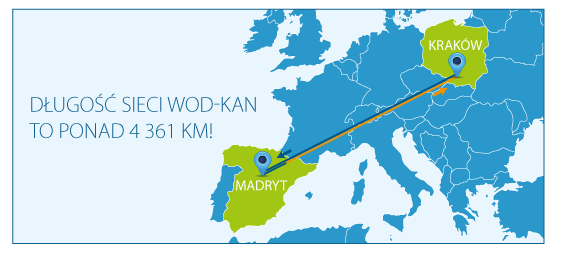 KRAKÓW
DŁUGOŚĆ SIECI WOD-KAN
TO PONAD 4 361 KM!
MADRYT